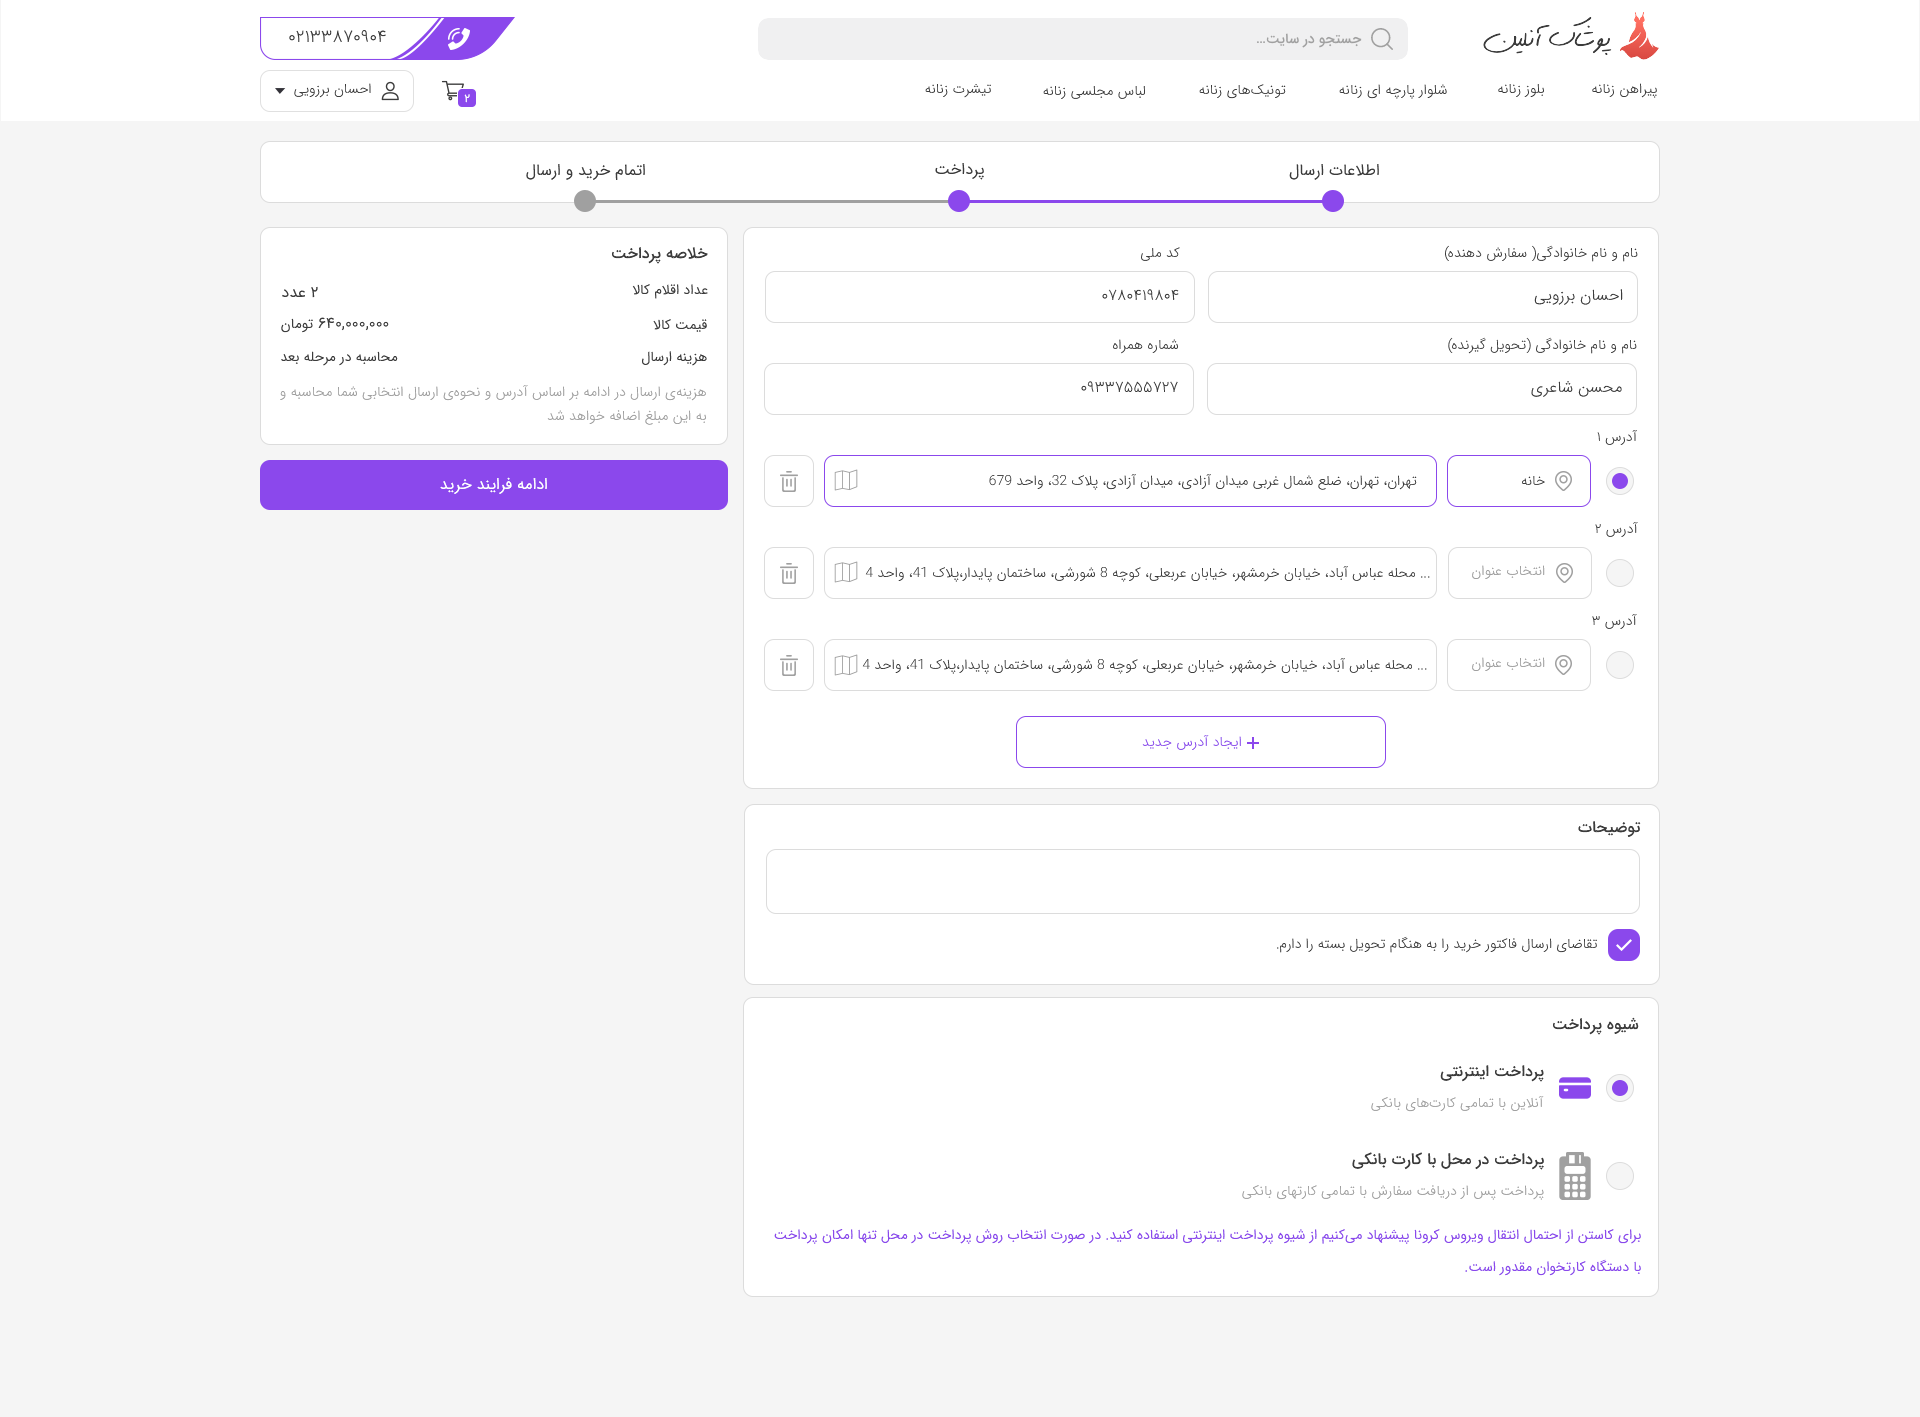 پوشاک آنلاین
جستجو در سایت...
۰۲۱۳۳۸۷۰۹۰۴
پیراهن زنانه
بلوز زنانه
شلوار پارچه ای زنانه
تونیک‌های زنانه
لباس مجلسی زنانه
تیشرت زنانه
۲
احسان برزویی
اطلاعات ارسال
پرداخت
اتمام خرید و ارسال
نام و نام خانوادگی( سفارش دهنده)
کد ملی
احسان برزویی
۰۷۸۰۴۱۹۸۰۴
نام و نام خانوادگی (تحویل گیرنده)
شماره همراه
محسن شاعری
۰۹۳۳۷۵۵۵۷۲۷
آدرس ۱
خانه
تهران، تهران، ضلع شمال غربی میدان آزادی، میدان آزادی، پلاک 32، واحد 679
آدرس ۲
انتخاب عنوان
... محله عباس آباد، خیابان خرمشهر، خیابان عربعلی، کوچه 8 شورشی، ساختمان پایدار،پلاک 41، واحد 4
آدرس ۳
انتخاب عنوان
... محله عباس آباد، خیابان خرمشهر، خیابان عربعلی، کوچه 8 شورشی، ساختمان پایدار،پلاک 41، واحد 4
ایجاد آدرس جدید
توضیحات
تقاضای ارسال فاکتور خرید را به هنگام تحویل بسته را دارم.
شیوه پرداخت
پرداخت اینترنتی
آنلاین با تمامی کارت‌های بانکی
پرداخت در محل با کارت بانکی
پرداخت پس از دریافت سفارش با تمامی کارتهای بانکی
برای کاستن از احتمال انتقال ویروس کرونا پیشنهاد می‌کنیم از شیوه پرداخت اینترنتی استفاده کنید. در صورت انتخاب روش پرداخت در محل تنها امکان پرداخت
با دستگاه کارتخوان مقدور است.
خلاصه پرداخت
عداد اقلام کالا
۲ عدد
قیمت کالا
۶۴۰,۰۰۰,۰۰۰ تومان
هزینه ارسال
محاسبه در مرحله بعد
هزینه‌ی ارسال در ادامه بر اساس آدرس و نحوه‌ی ارسال انتخابی شما محاسبه و
به این مبلغ اضافه خواهد شد
ادامه فرایند خرید